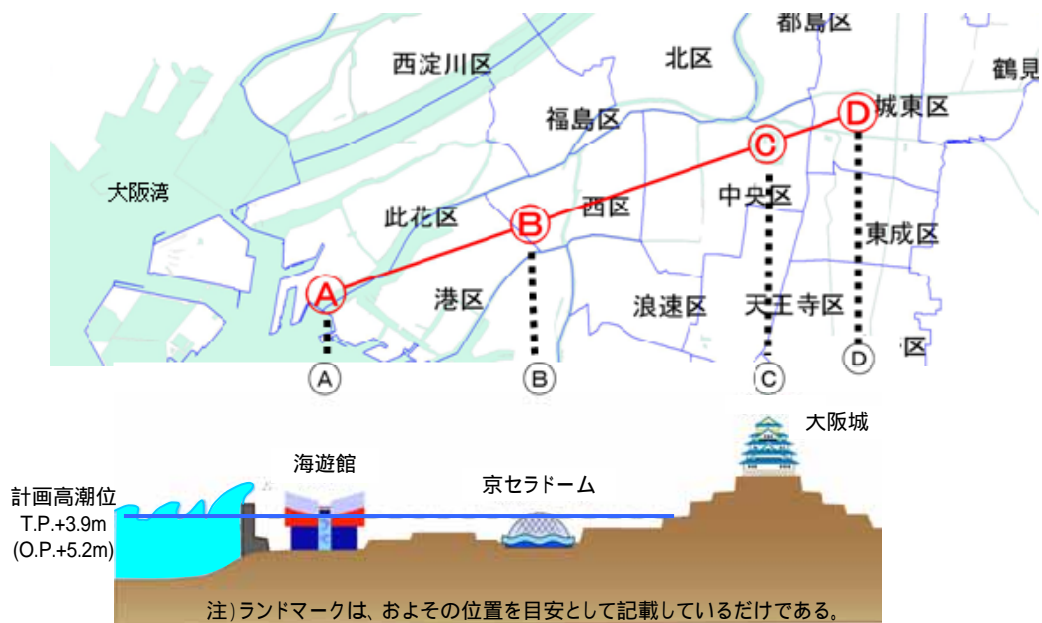 都島区
北区
西淀川区
鶴見
福島区
城東区
大阪湾
此花区
西区
中央区
東成区
港区
浪速区
天王寺区
区
A
B
C
D
Ⓐ
Ⓑ
Ⓒ
Ⓓ
大阪城
海遊館
京セラドーム
計画高潮位
T.P.+3.9m
(O.P.+5.2m)
注)ランドマークは、およその位置を目安として記載しているだけである。